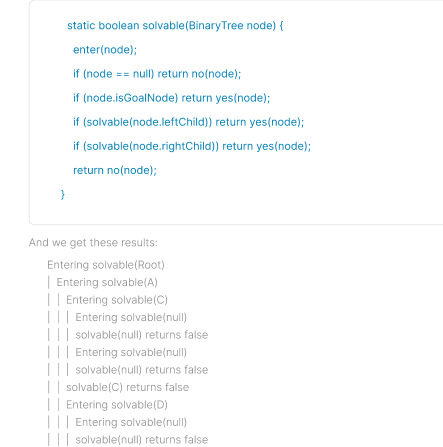 static boolean solvable(BinaryTree node) {
enter(node);
if (node == null) return no(node);
if (node.isGoalNode) return yes(node);
if (solvable(node.leftChild)) return yes(node);
if (solvable(node.rightChild)) return yes(node);
return no(node);
}
And we get these results:
Entering solvable(Root)
| Entering solvable(A)
| | Entering solvable(C)
| | | Entering solvable(null)
| | | solvable(null) returns false
| | | Entering solvable(null)
| | | solvable(null) returns false
| | solvable(C) returns false
| | Entering solvable(D)
| | | Entering solvable(null)
| | | solvable(null) returns false